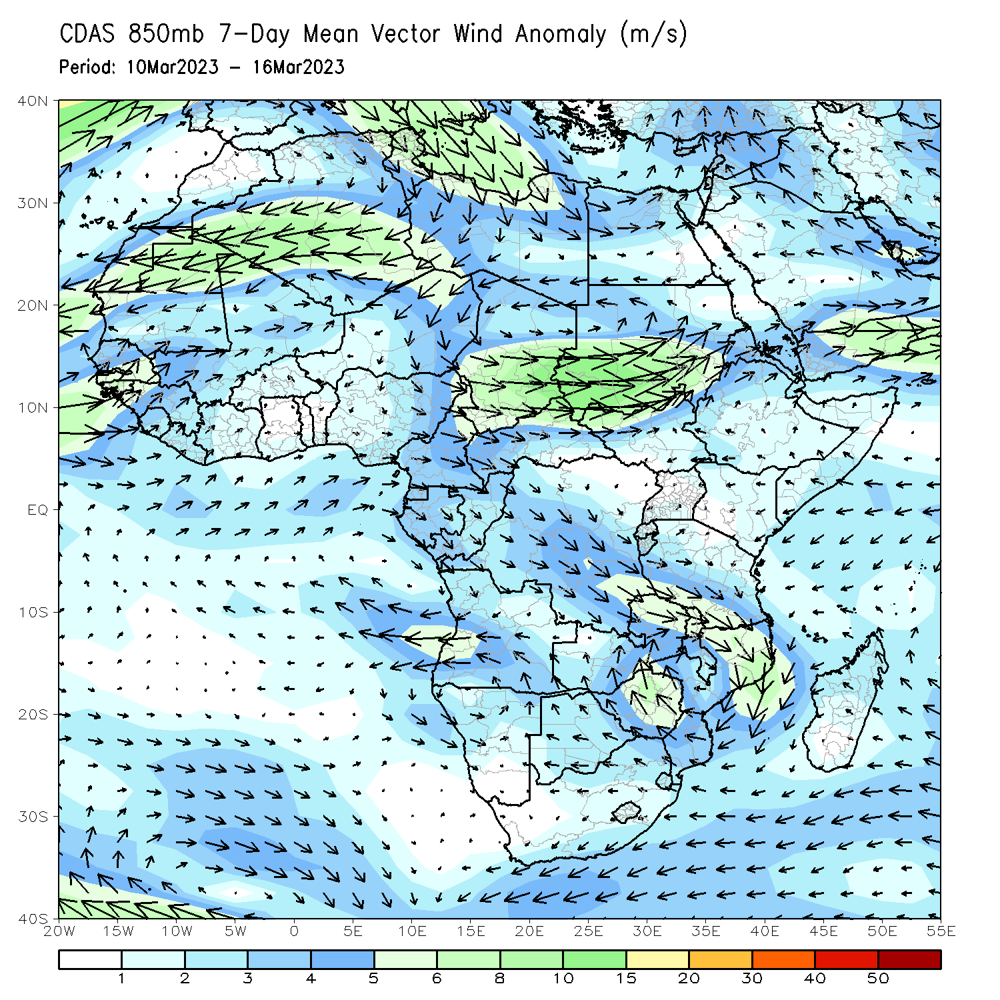 CDAS 850mb 7-Day Mean Vector Wind Anomaly (m/s)
Period: 10Mar2023 - 16Mar2023
40N
30N
20N
10N
EQ
10S
20S
30S
40S
20W 15W 10W 5W 0 5E 10E 15E 20E 25E 30E 35E 40E 45E 50E 55E
1 2 3 4 5 6 8 10 15 20 30 40 50